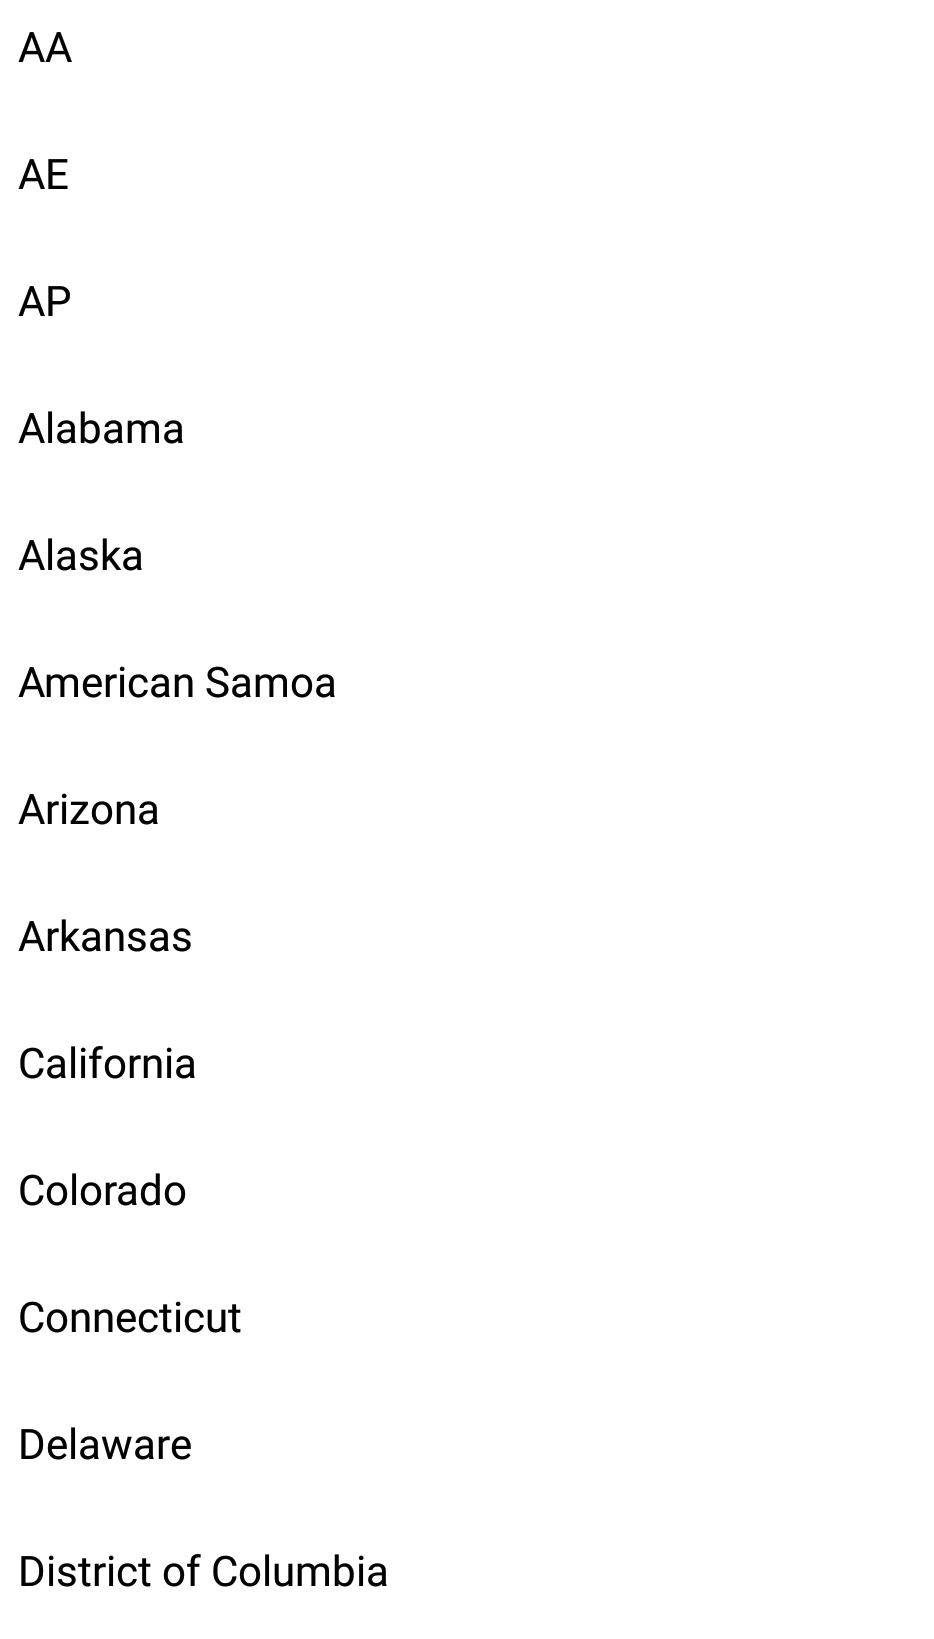 AA
AE
AP
Alabama
Alaska
American Samoa
Arizona
Arkansas
California
Colorado
Connecticut
Delaware
District of Columbia